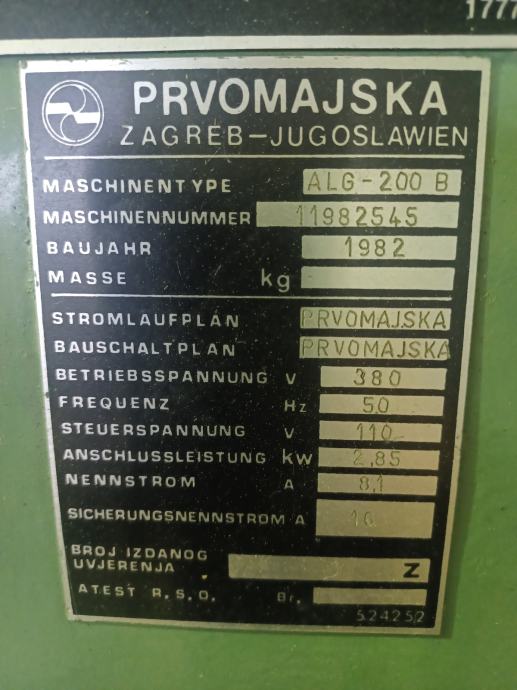 1777
PRVOMAJSKA
ZAGREB–JUGOSLAWIEN
MASCHINENTYPE ALG-200 B
MASCHINENNUMMER 11982545
BAUJAHR 1982
MASSE kg
STROMLAUFPLAN PRVOMAJSKA
BAUSCHALTPLAN PRVOMAJSKA
BETRIEBSSPANNUNG V 380
FREQUENZ Hz 50
STEUERSPANNUNG V 110
ANSCHLUSSLEISTUNG kW 2,85
NENNSTROM A 8,1
SICHERUNGSNENNSTROM A 16
BROJ IZDANOG
UVJERENJA Z
ATEST R.S.O. Br.
524252